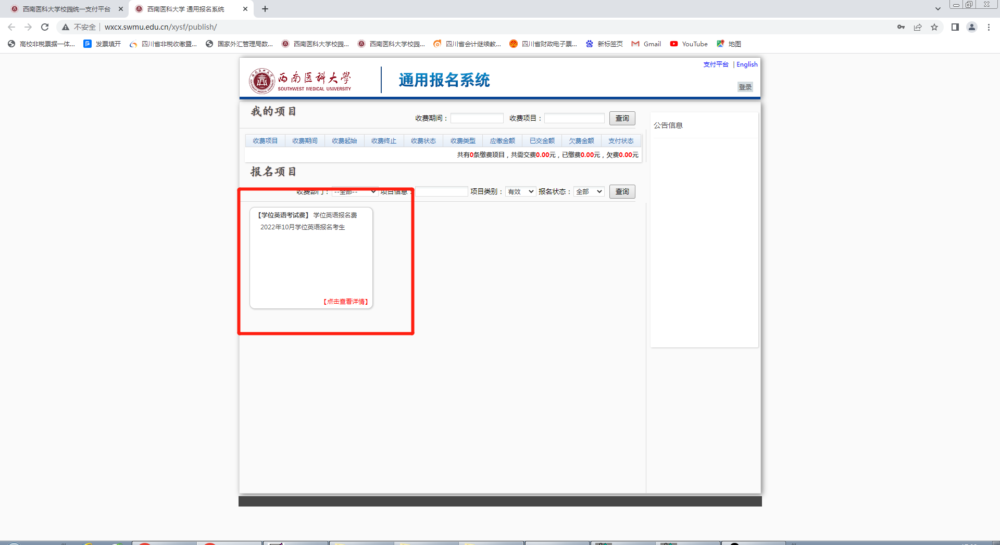 西南医科大学校园统一支付平台
西南医科大学 通用报名系统
不安全 wxcx.swmu.edu.cn/xysf/publish/
高校非税票据一体... 发票填开 四川省非税收缴暨... 国家外汇管理局数... 西南医科大学校园... 西南医科大学校园... 四川省会计继续教... 四川省财政电子票... 新标签页 Gmail YouTube 地图
支付平台 | English
西南医科大学
SOUTHWEST MEDICAL UNIVERSITY
通用报名系统
登录
我的项目
收费期间： 收费项目： 查询
公告信息
收费项目 收费期间 收费起始 收费终止 收费状态 收费类型 应缴金额 已交金额 欠费金额 支付状态
共有0条缴费项目，共需交费0.00元，已缴费0.00元，欠费0.00元
报名项目
收费部门： --全部-- 项目信息： 项目类别： 有效 报名状态： 全部 查询
【学位英语考试费】 学位英语报名费
2022年10月学位英语报名考生
【点击查看详情】